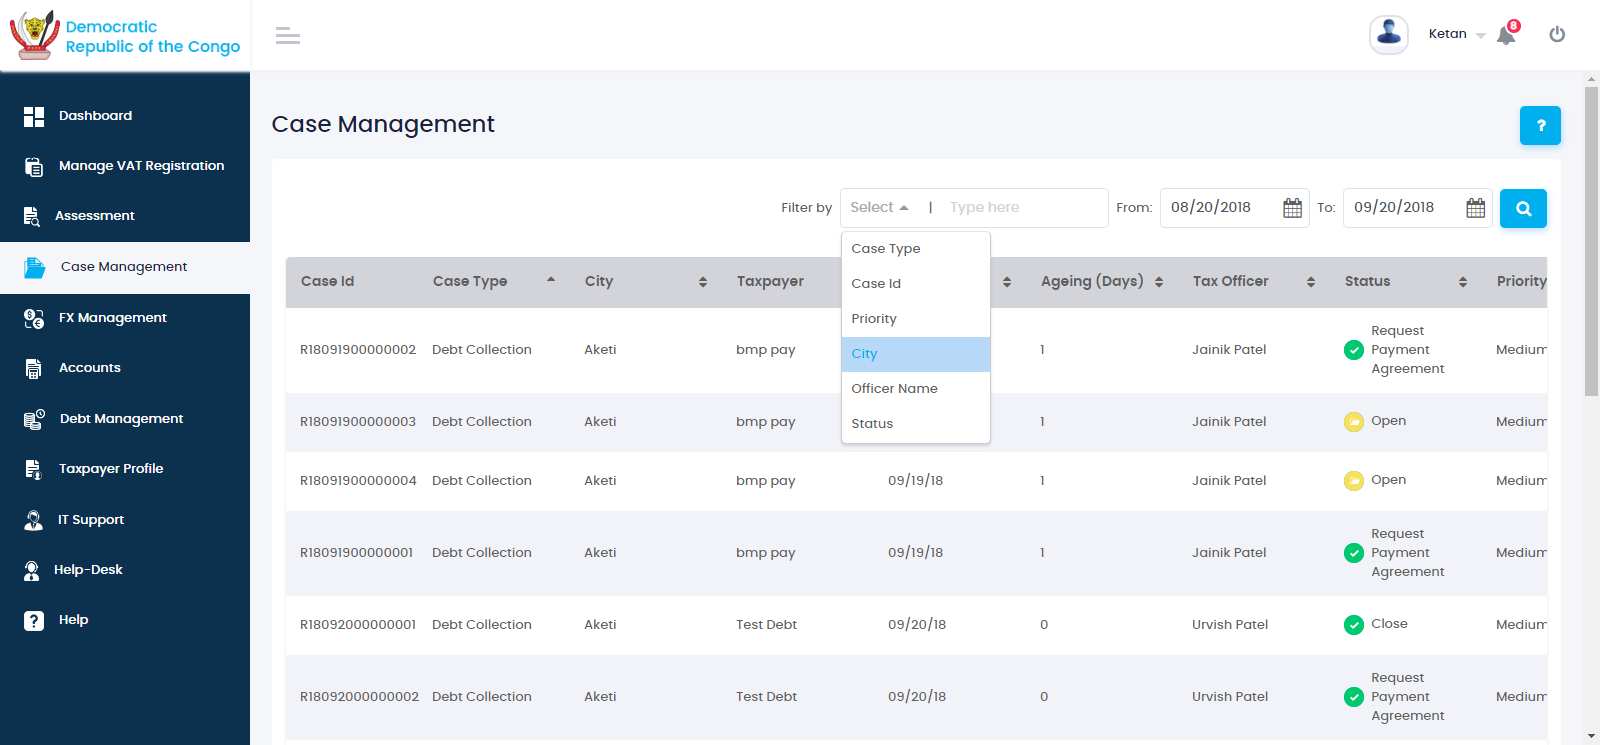 Democratic
Republic of the Congo
Ketan
8
Dashboard
Manage VAT Registration
Assessment
Case Management
FX Management
Accounts
Debt Management
Taxpayer Profile
IT Support
Help-Desk
Help
Case Management
?
Filter by Select | Type here From: 08/20/2018 To: 09/20/2018
Case Type
Case Id
Priority
City
Officer Name
Status
Case Id Case Type City Taxpayer Ageing (Days) Tax Officer Status Priority
R18091900000002 Debt Collection Aketi bmp pay 1 Jainik Patel Request Payment Agreement Medium
R18091900000003 Debt Collection Aketi bmp pay 1 Jainik Patel Open Medium
R18091900000004 Debt Collection Aketi bmp pay 09/19/18 1 Jainik Patel Open Medium
R18091900000001 Debt Collection Aketi bmp pay 09/19/18 1 Jainik Patel Request Payment Agreement Medium
R18092000000001 Debt Collection Aketi Test Debt 09/20/18 0 Urvish Patel Close Medium
R18092000000002 Debt Collection Aketi Test Debt 09/20/18 0 Urvish Patel Request Payment Agreement Medium